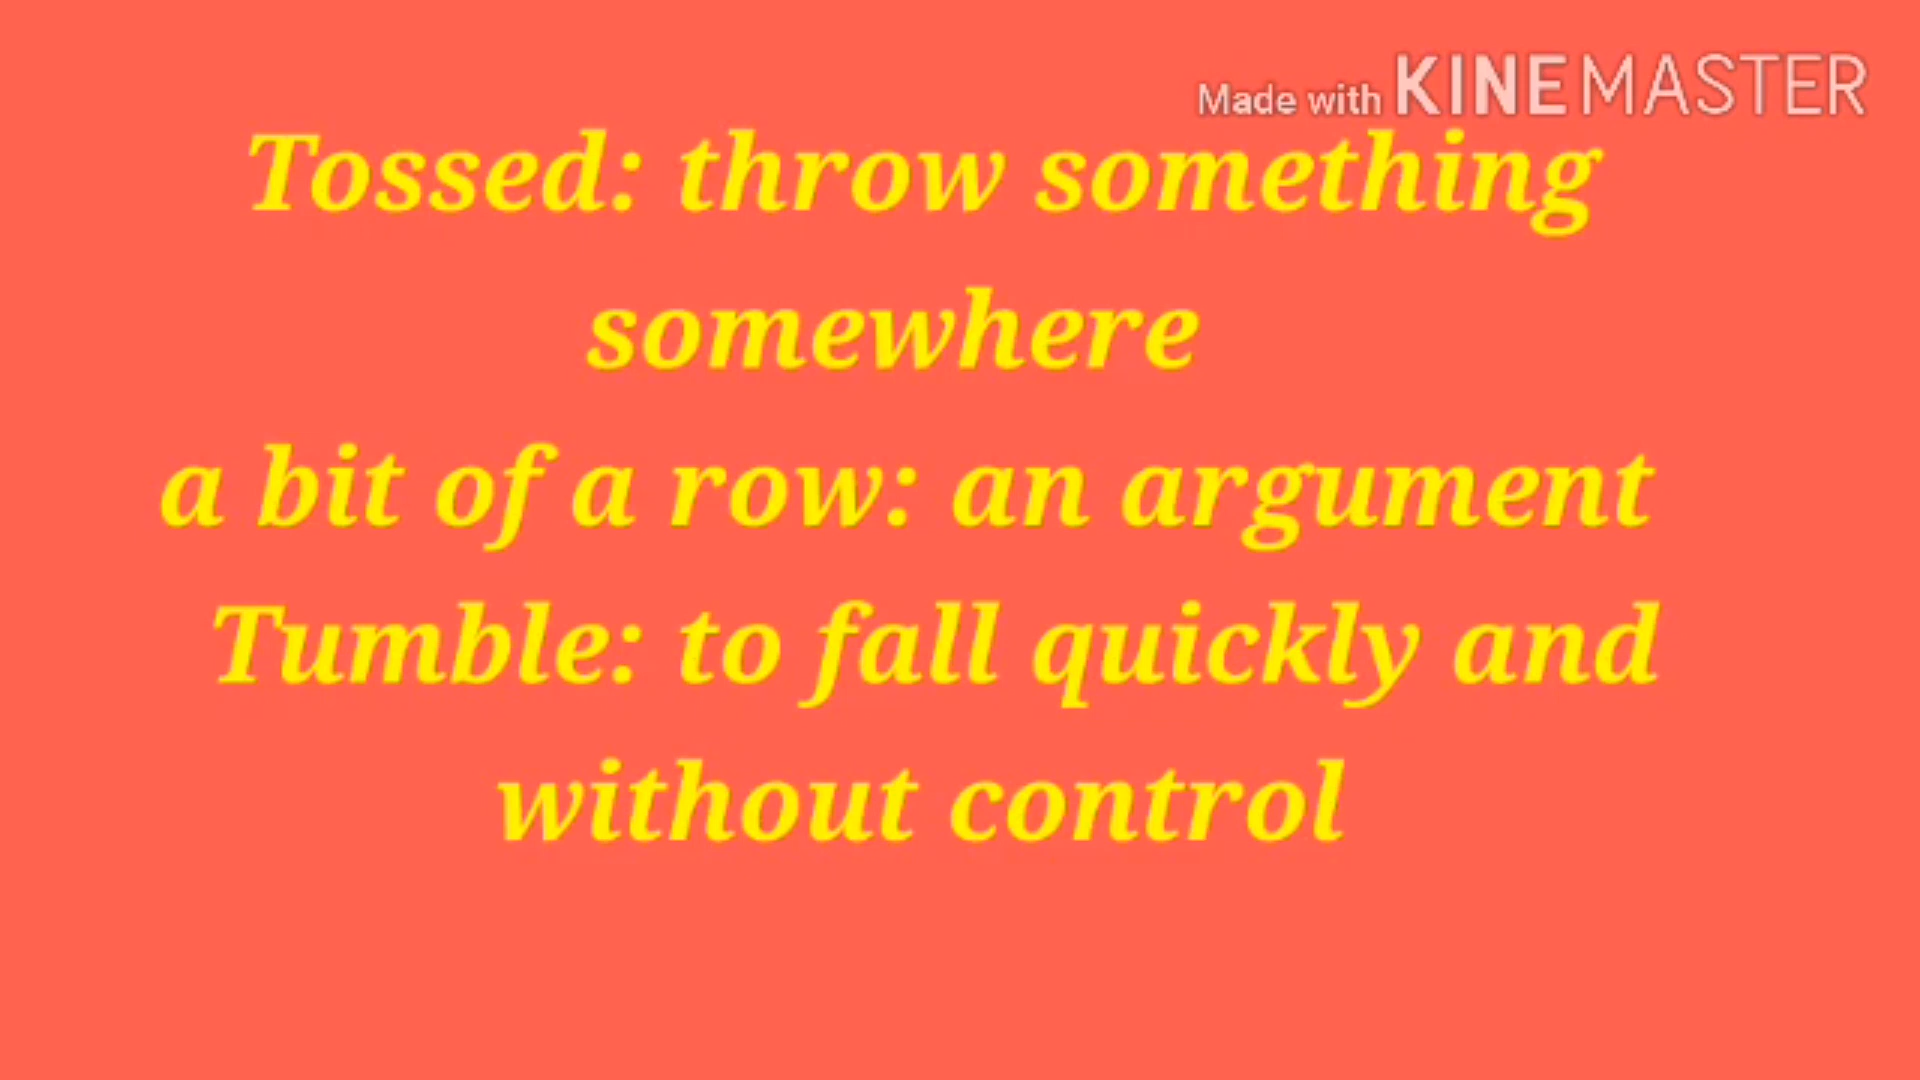 Made with KINEMASTER
Tossed: throw something
somewhere
a bit of a row: an argument
Tumble: to fall quickly and
without control